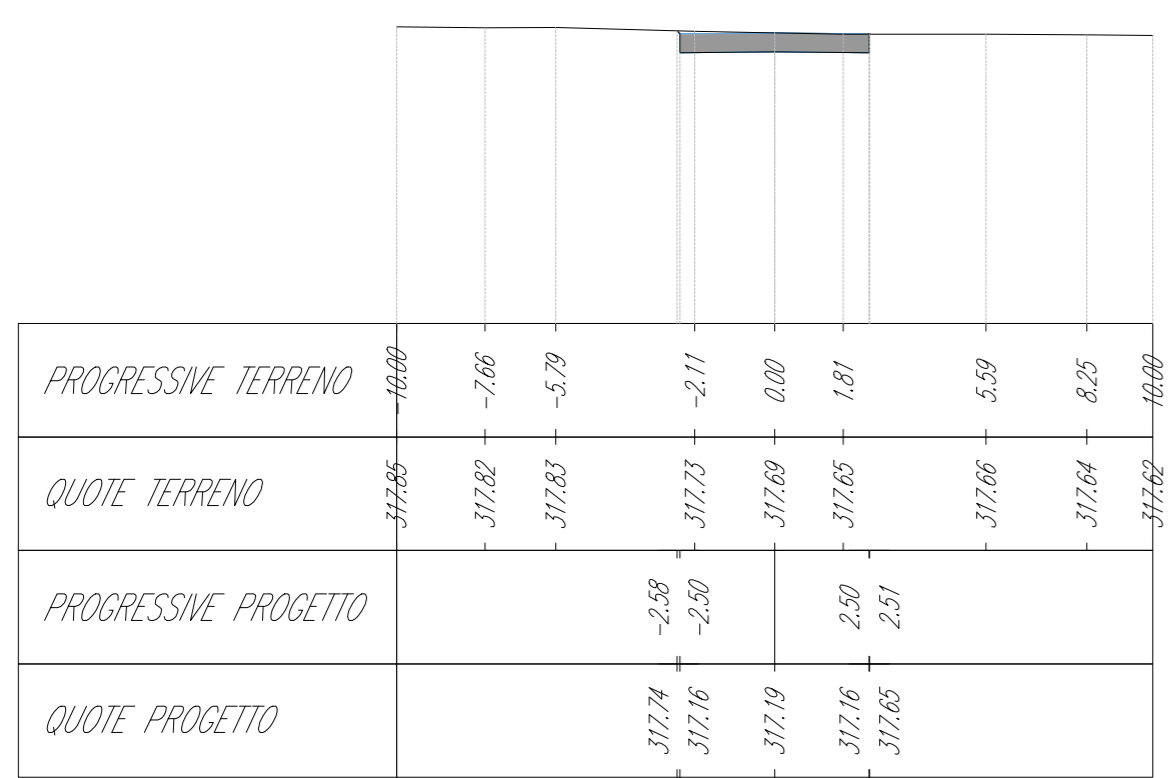 PROGRESSIVE TERRENO -10.00 -7.66 -5.79 -2.11 0.00 1.81 5.59 8.25 10.00
QUOTE TERRENO 317.85 317.82 317.83 317.73 317.69 317.65 317.66 317.64 317.62
PROGRESSIVE PROGETTO -2.58 -2.50 2.50 2.51
QUOTE PROGETTO 317.74 317.16 317.19 317.16 317.65